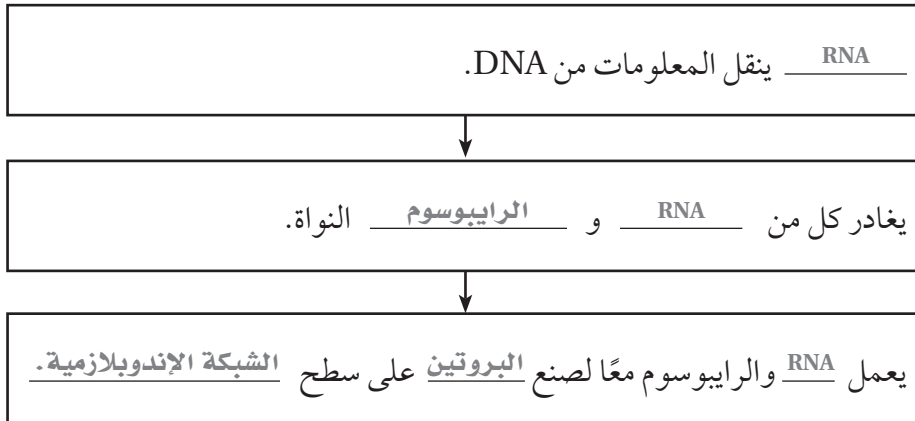 RNA ينقل المعلومات من DNA.
يغادر كل من RNA و الرايبوسوم النواة.
يعمل RNA والرايبوسوم معًا لصنع البروتين على سطح الشبكة الإندوبلازمية.